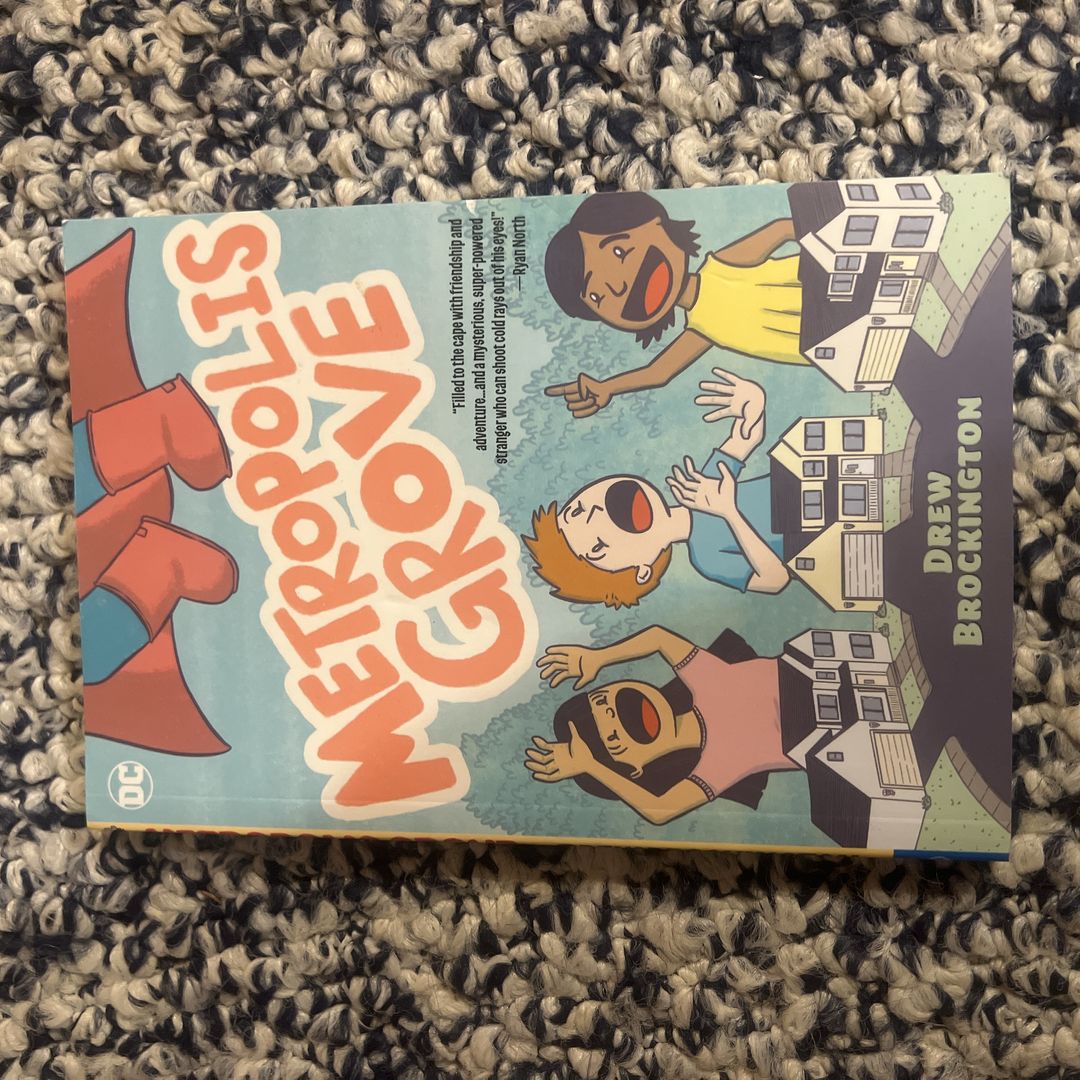 DC
METROPOLIS
GROVE
"Filled to the cape with friendship and
adventure...and a mysterious, super-powered
stranger who can shoot cold rays out of his eyes!"
—Ryan North
DREW
BROCKINGTON